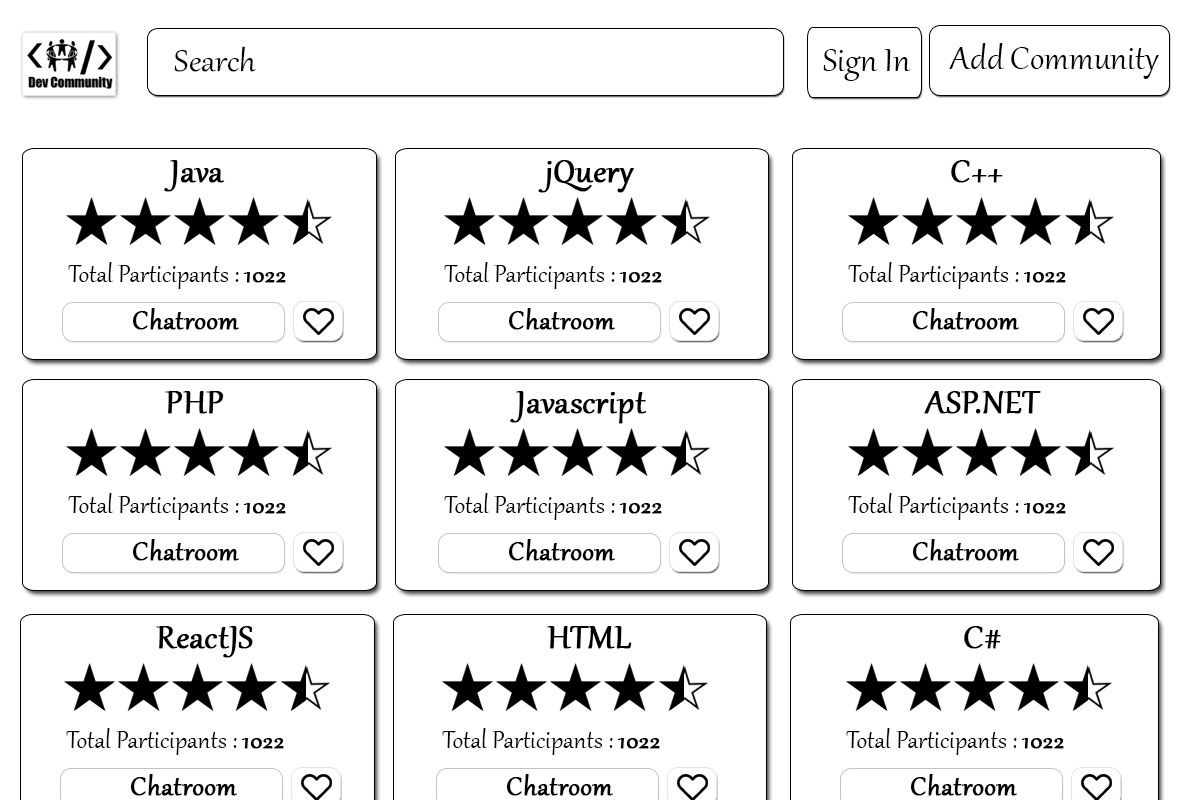 Dev Community
Search
Sign In
Add Community
Java
Total Participants : 1022
Chatroom
jQuery
Total Participants : 1022
Chatroom
C++
Total Participants : 1022
Chatroom
PHP
Total Participants : 1022
Chatroom
Javascript
Total Participants : 1022
Chatroom
ASP.NET
Total Participants : 1022
Chatroom
ReactJS
Total Participants : 1022
Chatroom
HTML
Total Participants : 1022
Chatroom
C#
Total Participants : 1022
Chatroom